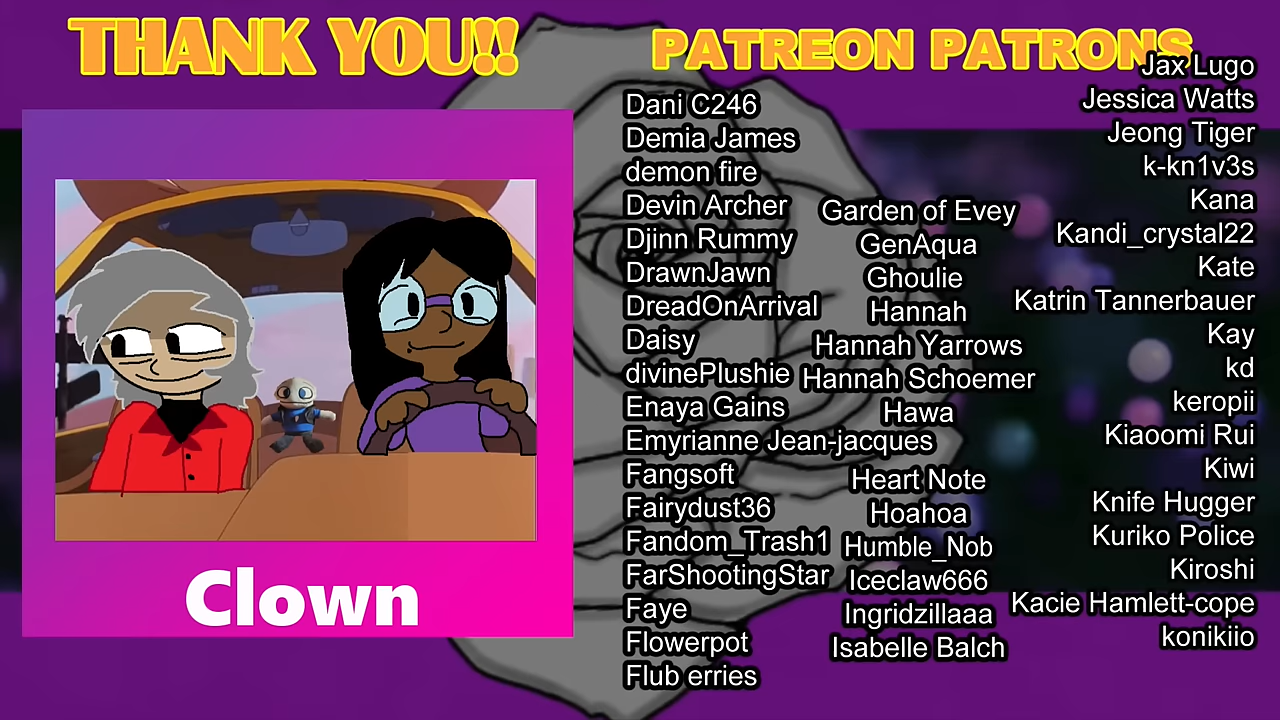 THANK YOU!!
Clown
PATREON PATRONS
Dani C246
Demia James
demon fire
Devin Archer
Djinn Rummy
DrawnJawn
DreadOnArrival
Daisy
divinePlushie
Enaya Gains
Emyrianne Jean-jacques
Fangsoft
Fairydust36
Fandom_Trash1
FarShootingStar
Faye
Flowerpot
Flub erries
Garden of Evey
GenAqua
Ghoulie
Hannah
Hannah Yarrows
Hannah Schoemer
Hawa
Heart Note
Hoahoa
Humble_Nob
Iceclaw666
Ingridzillaaa
Isabelle Balch
Jax Lugo
Jessica Watts
Jeong Tiger
k-kn1v3s
Kana
Kandi_crystal22
Kate
Katrin Tannerbauer
Kay
kd
keropii
Kiaoomi Rui
Kiwi
Knife Hugger
Kuriko Police
Kiroshi
Kacie Hamlett-cope
konikiio